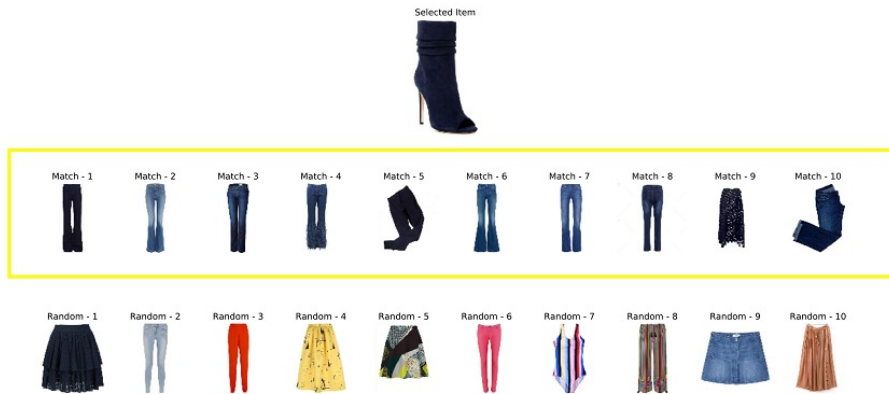 Selected Item
Match - 1 Match - 2 Match - 3 Match - 4 Match - 5 Match - 6 Match - 7 Match - 8 Match - 9 Match - 10
Random - 1 Random - 2 Random - 3 Random - 4 Random - 5 Random - 6 Random - 7 Random - 8 Random - 9 Random - 10